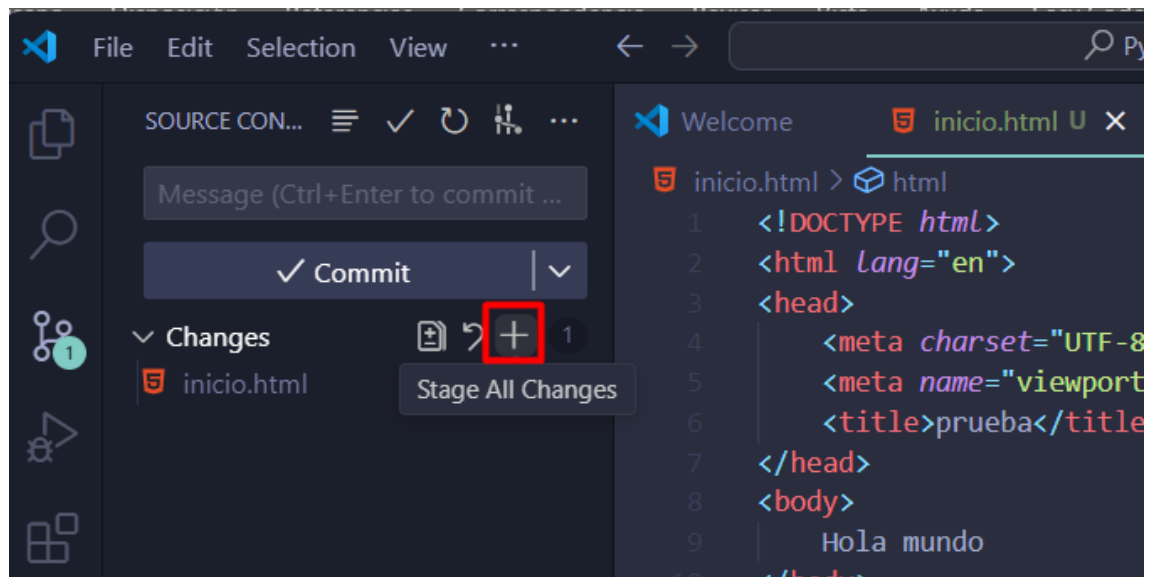 File Edit Selection View ···
SOURCE CON... ···
Message (Ctrl+Enter to commit ...
Commit
Changes 1
1
inicio.html
Stage All Changes
Welcome inicio.html U
inicio.html > html
1 <!DOCTYPE html>
2 <html lang="en">
3 <head>
4 <meta charset="UTF-8
5 <meta name="viewport
6 <title>prueba</title
7 </head>
8 <body>
9 Hola mundo